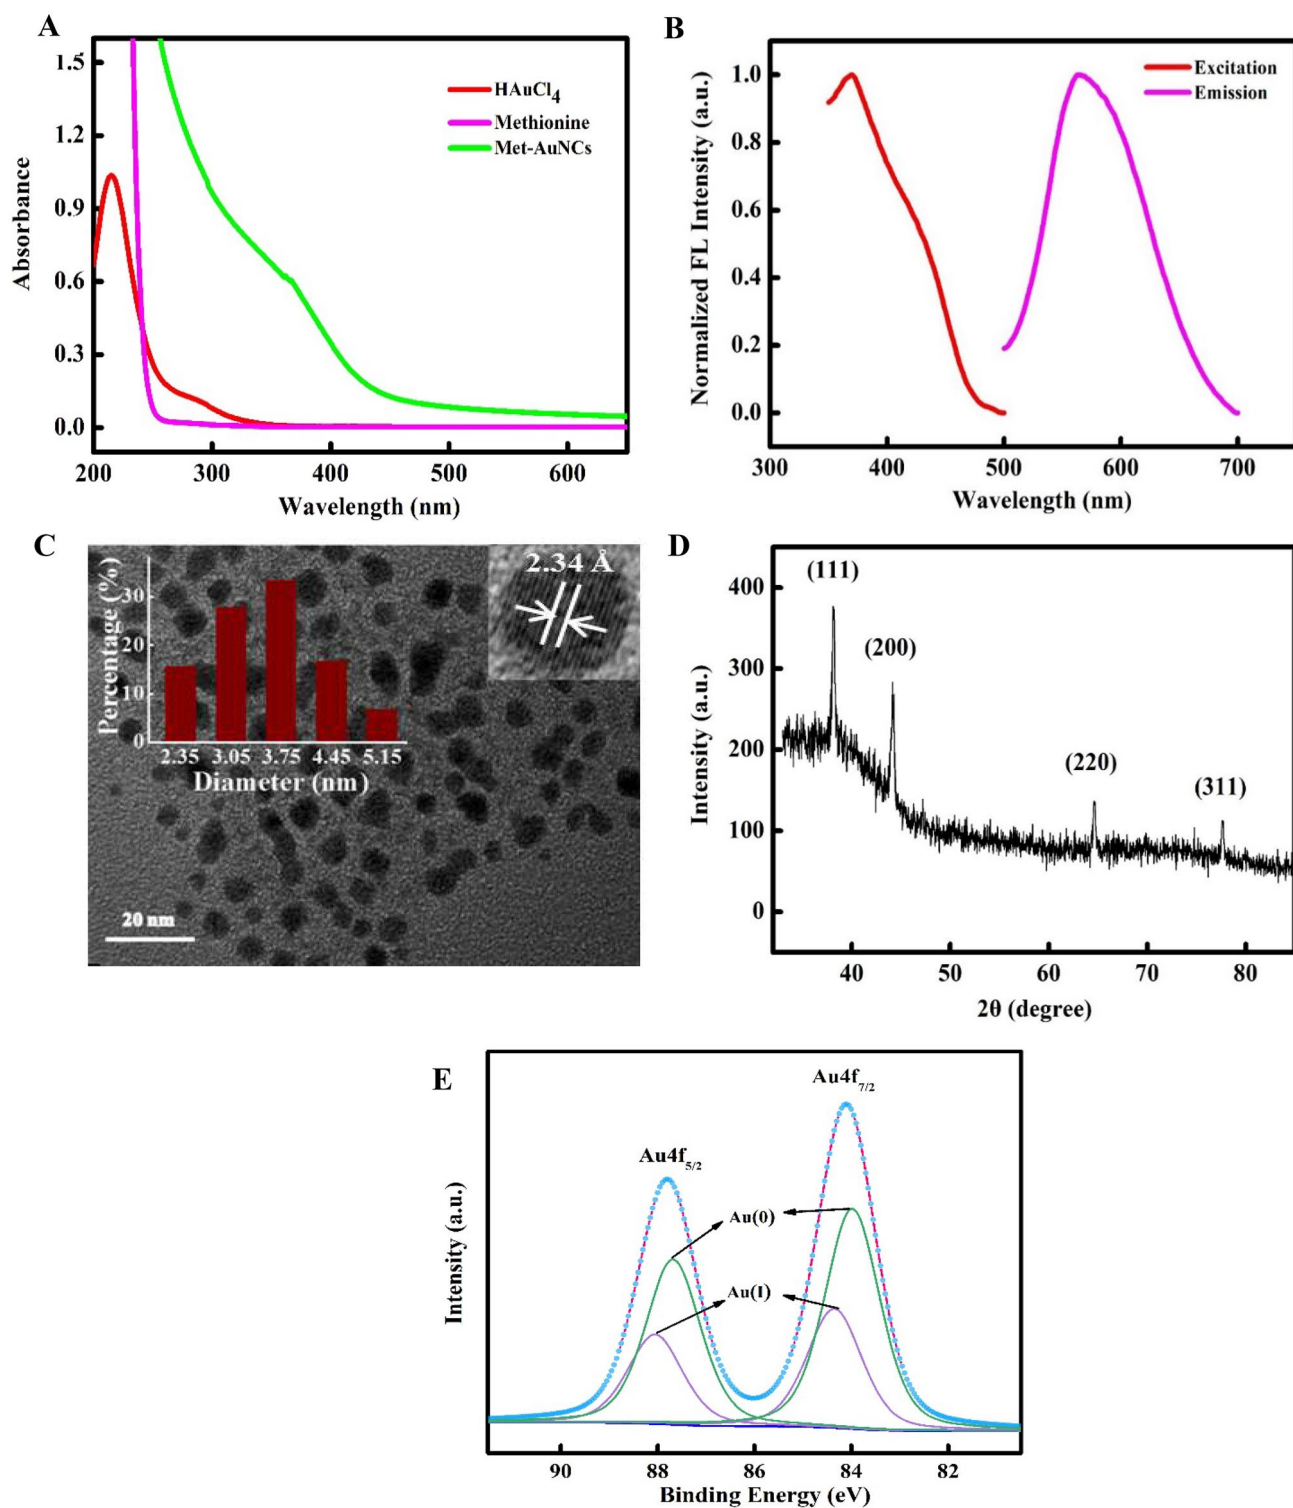 A
1.5
1.2
0.9
0.6
0.3
0.0
Absorbance
HAuCl4
Methionine
Met-AuNCs
200 300 400 500 600
Wavelength (nm)
B
1.0
0.8
0.6
0.4
0.2
0.0
Normalized FL Intensity (a.u.)
Excitation
Emission
300 400 500 600 700
Wavelength (nm)
C
Percentage (%)
30
20
10
0
2.35 3.05 3.75 4.45 5.15
Diameter (nm)
2.34 Å
20 nm
D
400
300
200
100
0
Intensity (a.u.)
(111)
(200)
(220)
(311)
40 50 60 70 80
2θ (degree)
E
Intensity (a.u.)
Au4f7/2
Au4f5/2
Au(0)
Au(I)
90 88 86 84 82
Binding Energy (eV)